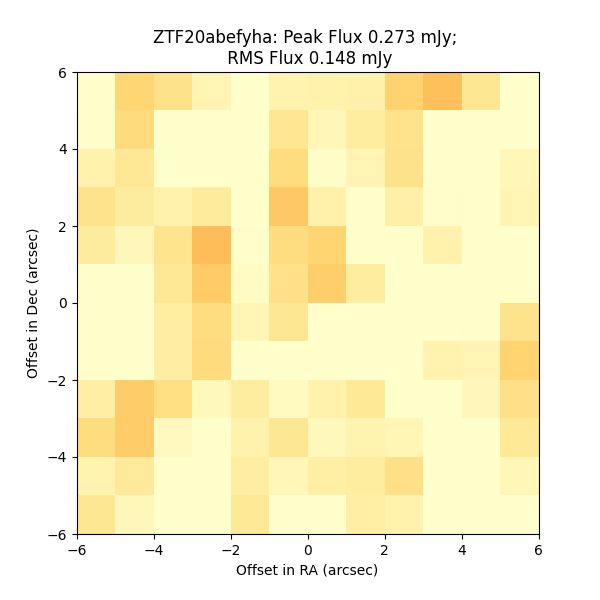 ZTF20abefyha: Peak Flux 0.273 mJy;
RMS Flux 0.148 mJy
6
4
2
0
−2
−4
−6
Offset in Dec (arcsec)
−6 −4 −2 0 2 4 6
Offset in RA (arcsec)